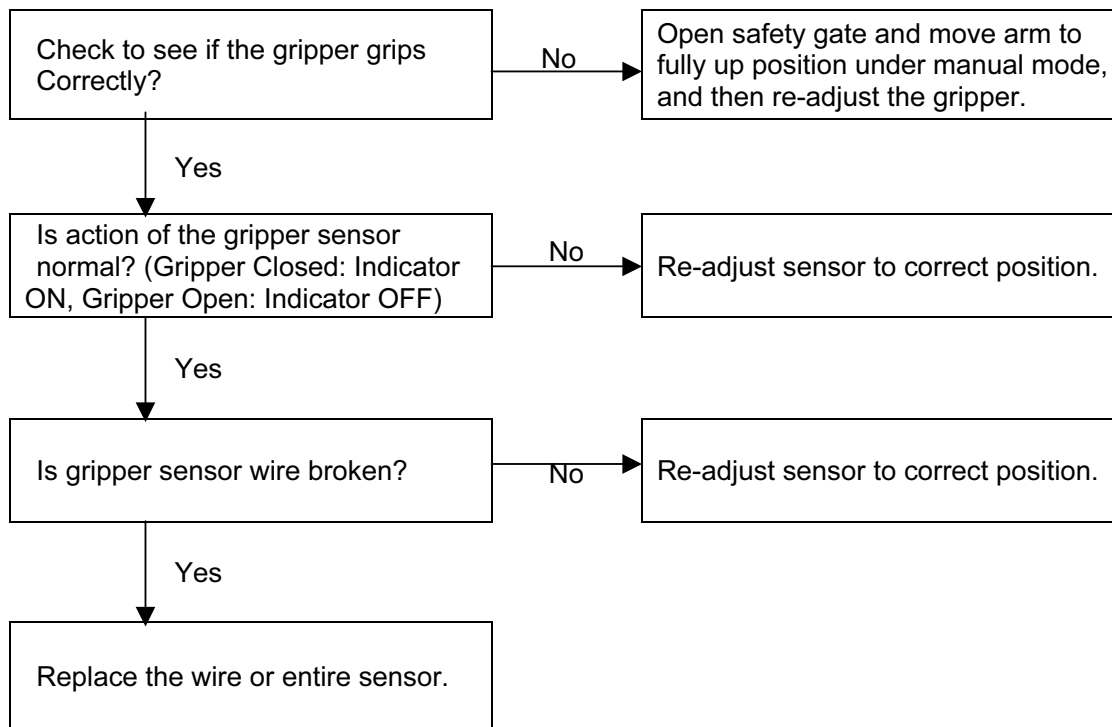 Check to see if the gripper grips
Correctly?
No
Open safety gate and move arm to
fully up position under manual mode,
and then re-adjust the gripper.
Yes
Is action of the gripper sensor
normal? (Gripper Closed: Indicator
ON, Gripper Open: Indicator OFF)
No
Re-adjust sensor to correct position.
Yes
Is gripper sensor wire broken?
No
Re-adjust sensor to correct position.
Yes
Replace the wire or entire sensor.